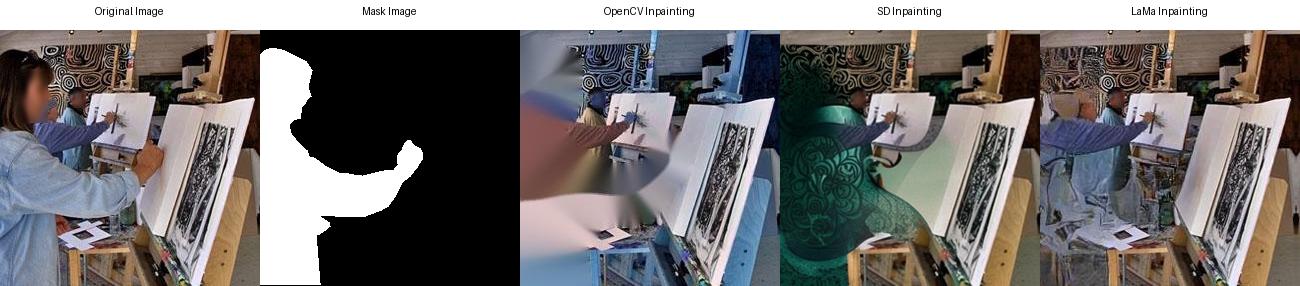 Original Image
Mask Image
OpenCV Inpainting
SD Inpainting
LaMa Inpainting